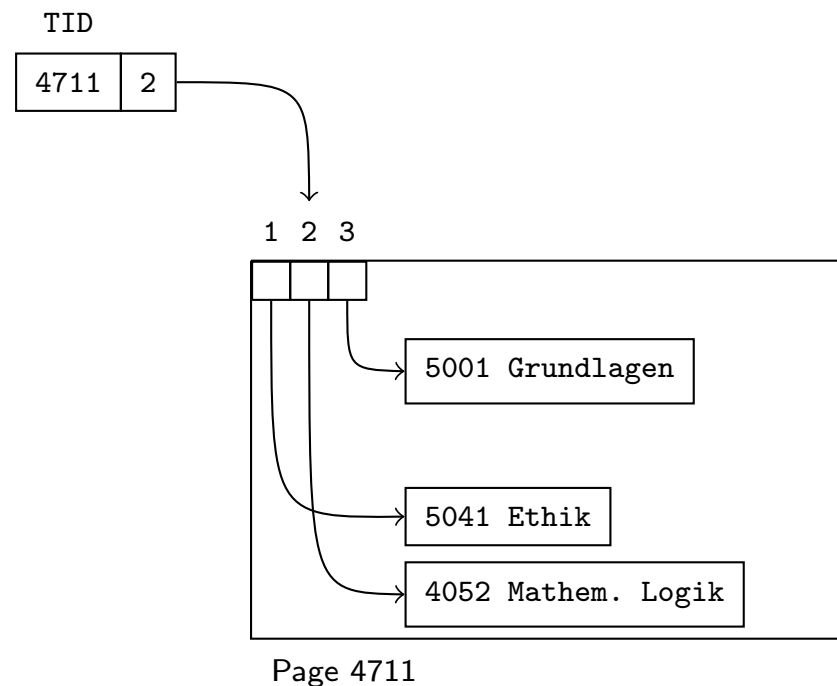 TID
4711 2
1 2 3
5001 Grundlagen
5041 Ethik
4052 Mathem. Logik
Page 4711